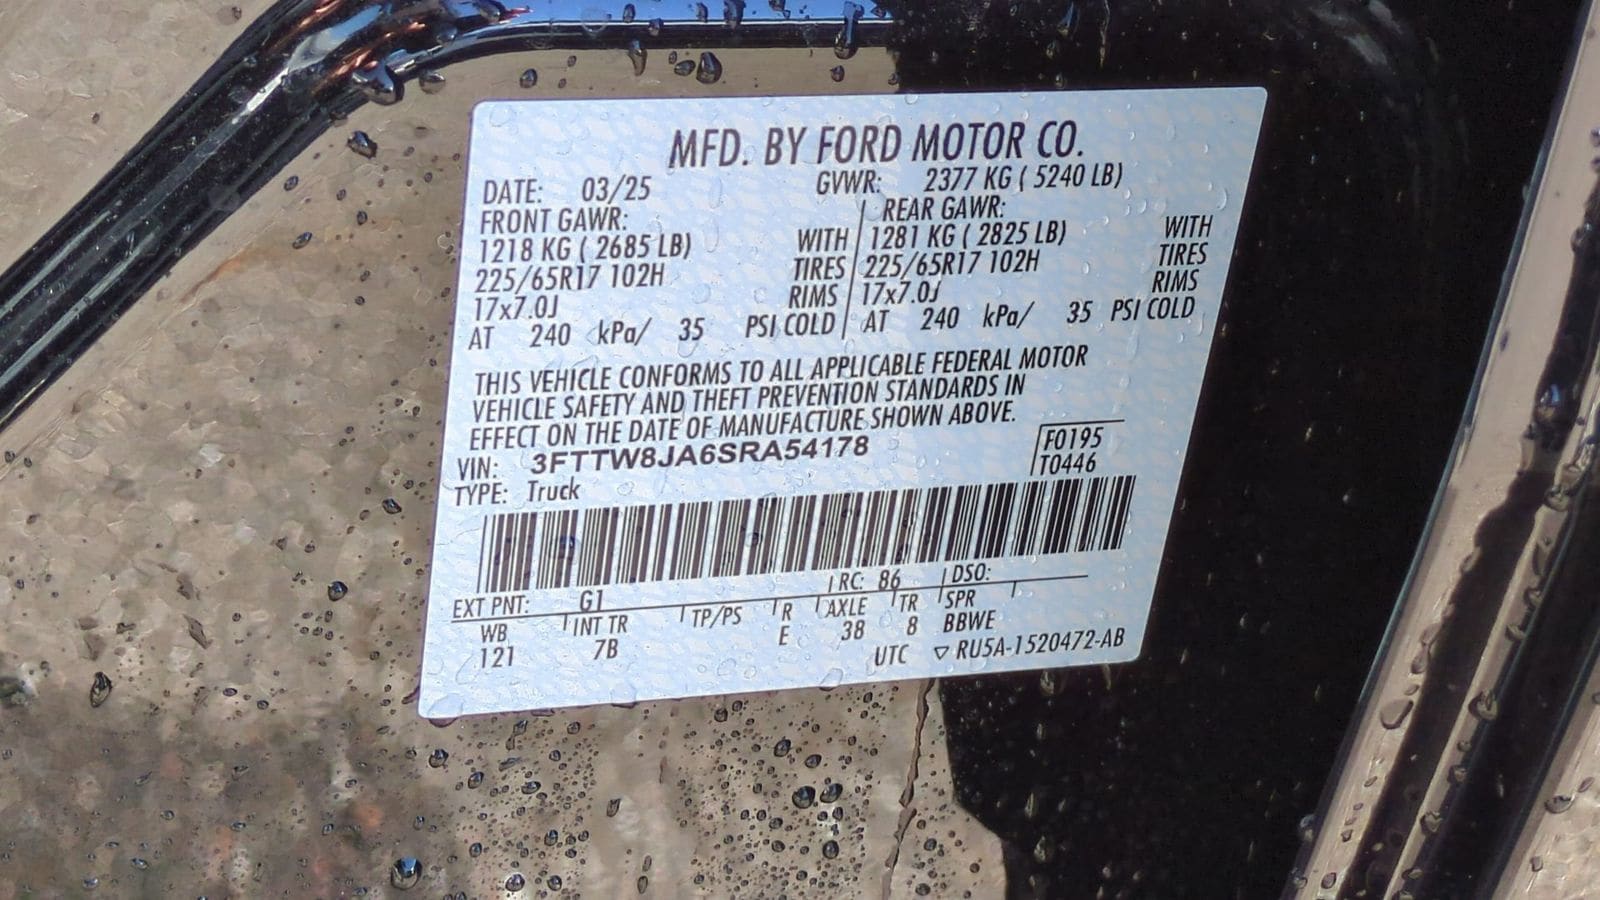 MFD. BY FORD MOTOR CO.
DATE: 03/25 GVWR: 2377 KG ( 5240 LB)
FRONT GAWR: REAR GAWR:
1218 KG ( 2685 LB) WITH 1281 KG ( 2825 LB) WITH
225/65R17 102H TIRES 225/65R17 102H TIRES
17x7.0J RIMS 17x7.0J RIMS
AT 240 kPa/ 35 PSI COLD AT 240 kPa/ 35 PSI COLD
THIS VEHICLE CONFORMS TO ALL APPLICABLE FEDERAL MOTOR
VEHICLE SAFETY AND THEFT PREVENTION STANDARDS IN
EFFECT ON THE DATE OF MANUFACTURE SHOWN ABOVE.
VIN: 3FTTW8JA6SRA54178 F0195
TYPE: Truck T0446
EXT PNT: G1 RC: 86 DSO:
WB INT TR TP/PS R AXLE TR SPR
121 7B E 38 8 BBWE
UTC ▽ RU5A-1520472-AB